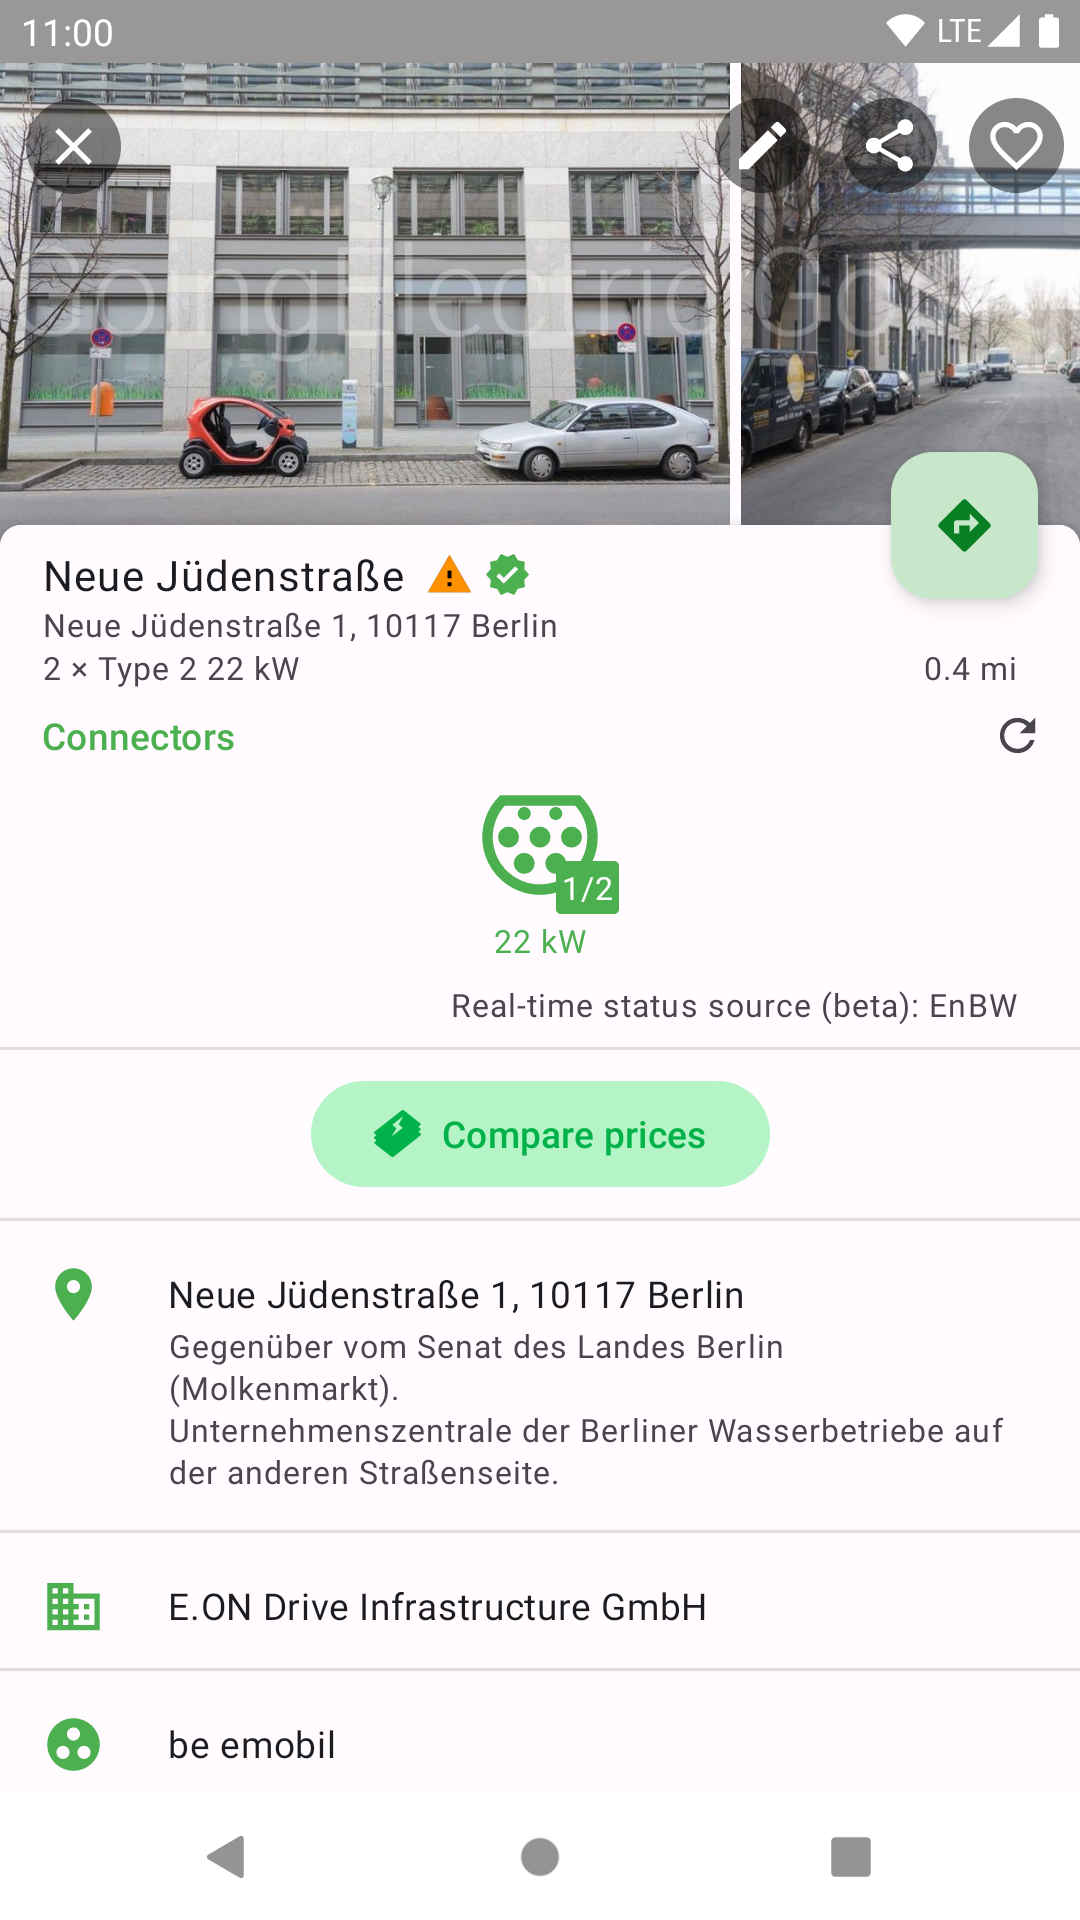 11:00
LTE
GoingElectric
Go
Neue Jüdenstraße
Neue Jüdenstraße 1, 10117 Berlin
2 × Type 2 22 kW
0.4 mi
Connectors
1/2
22 kW
Real-time status source (beta): EnBW
Compare prices
Neue Jüdenstraße 1, 10117 Berlin
Gegenüber vom Senat des Landes Berlin
(Molkenmarkt).
Unternehmenszentrale der Berliner Wasserbetriebe auf
der anderen Straßenseite.
E.ON Drive Infrastructure GmbH
be emobil